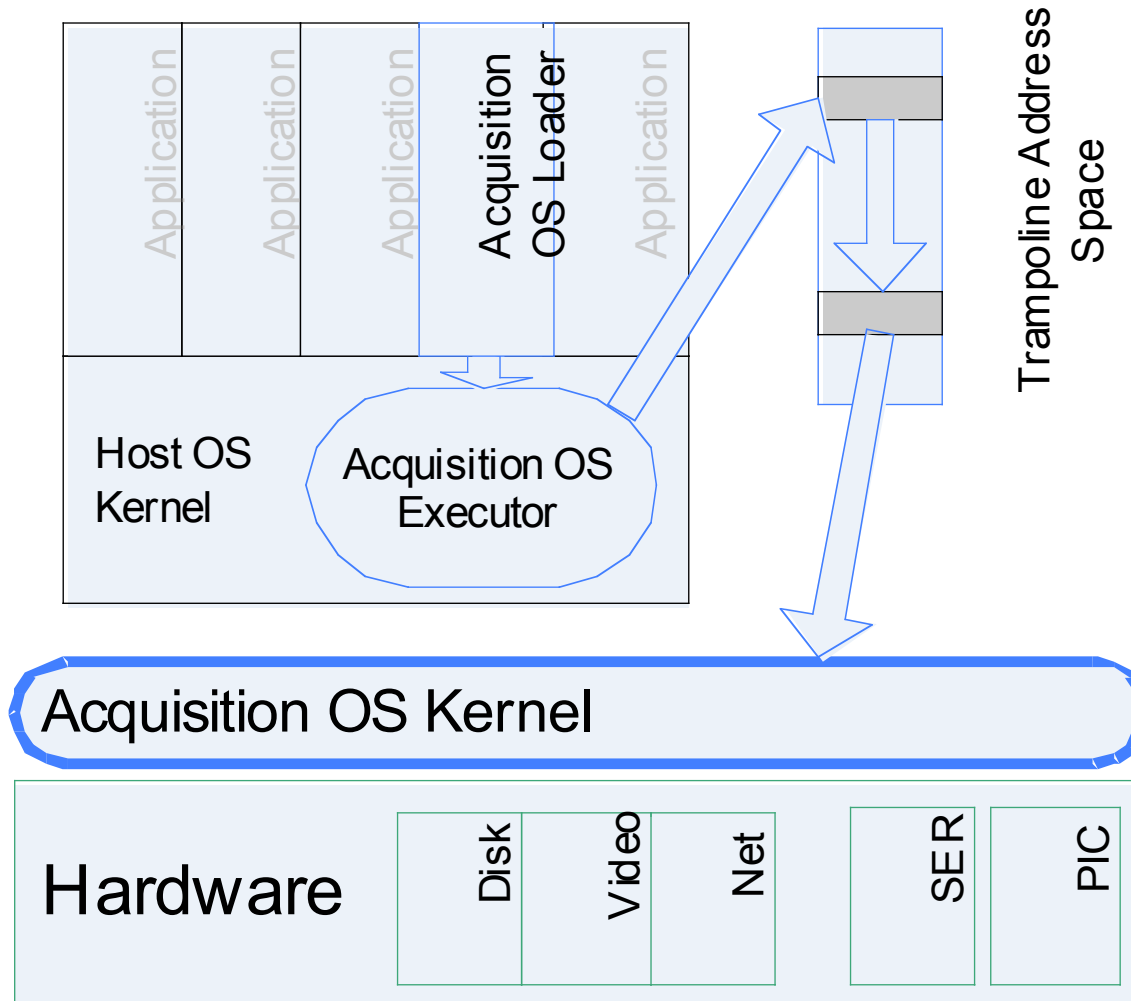 Application
Application
Application
Acquisition
OS Loader
Application
Trampoline Address
Space
Host OS
Kernel
Acquisition OS
Executor
Acquisition OS Kernel
Hardware
Disk
Video
Net
SER
PIC